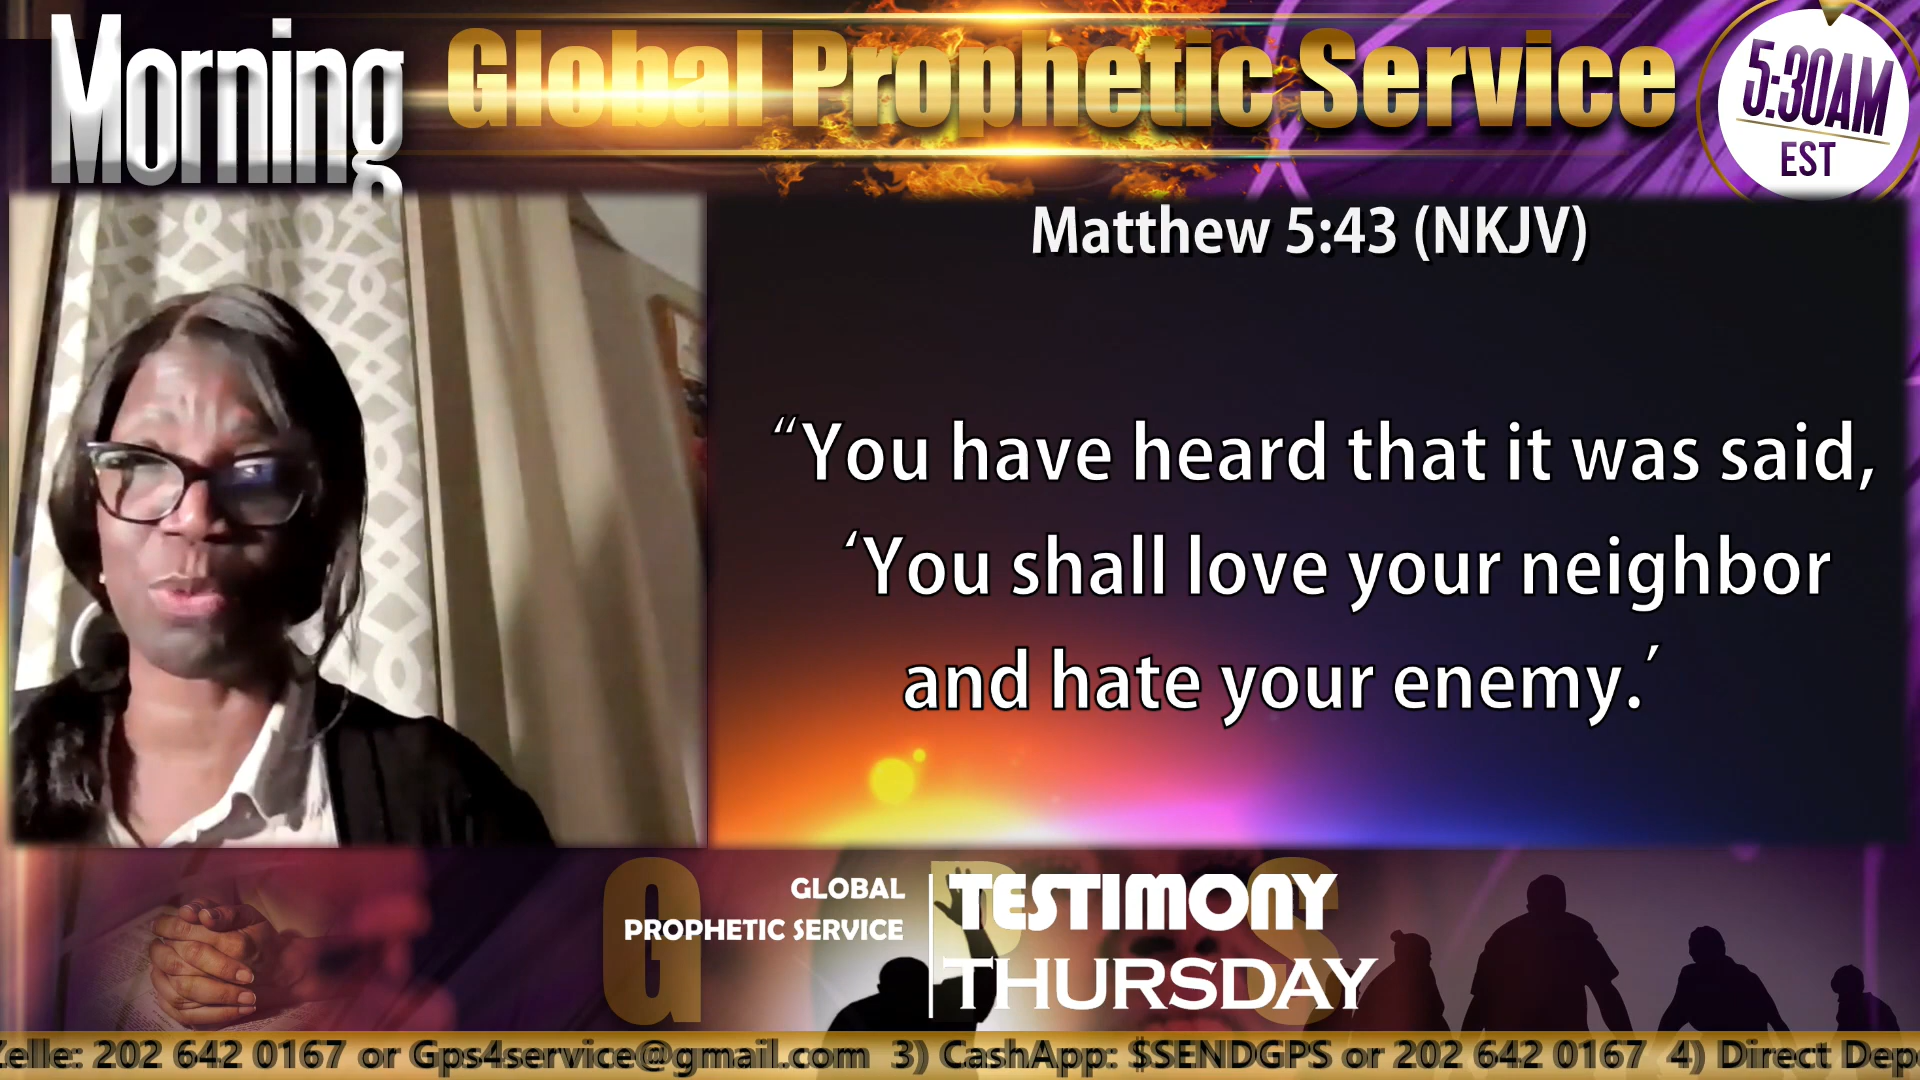 Morning Global Prophetic Service
5:30AM
EST
Matthew 5:43 (NKJV)
“You have heard that it was said,
‘You shall love your neighbor
and hate your enemy.’
GPS
GLOBAL
PROPHETIC SERVICE
TESTIMONY
THURSDAY
Zelle: 202 642 0167 or Gps4service@gmail.com 3) CashApp: $SENDGPS or 202 642 0167 4) Direct Dep